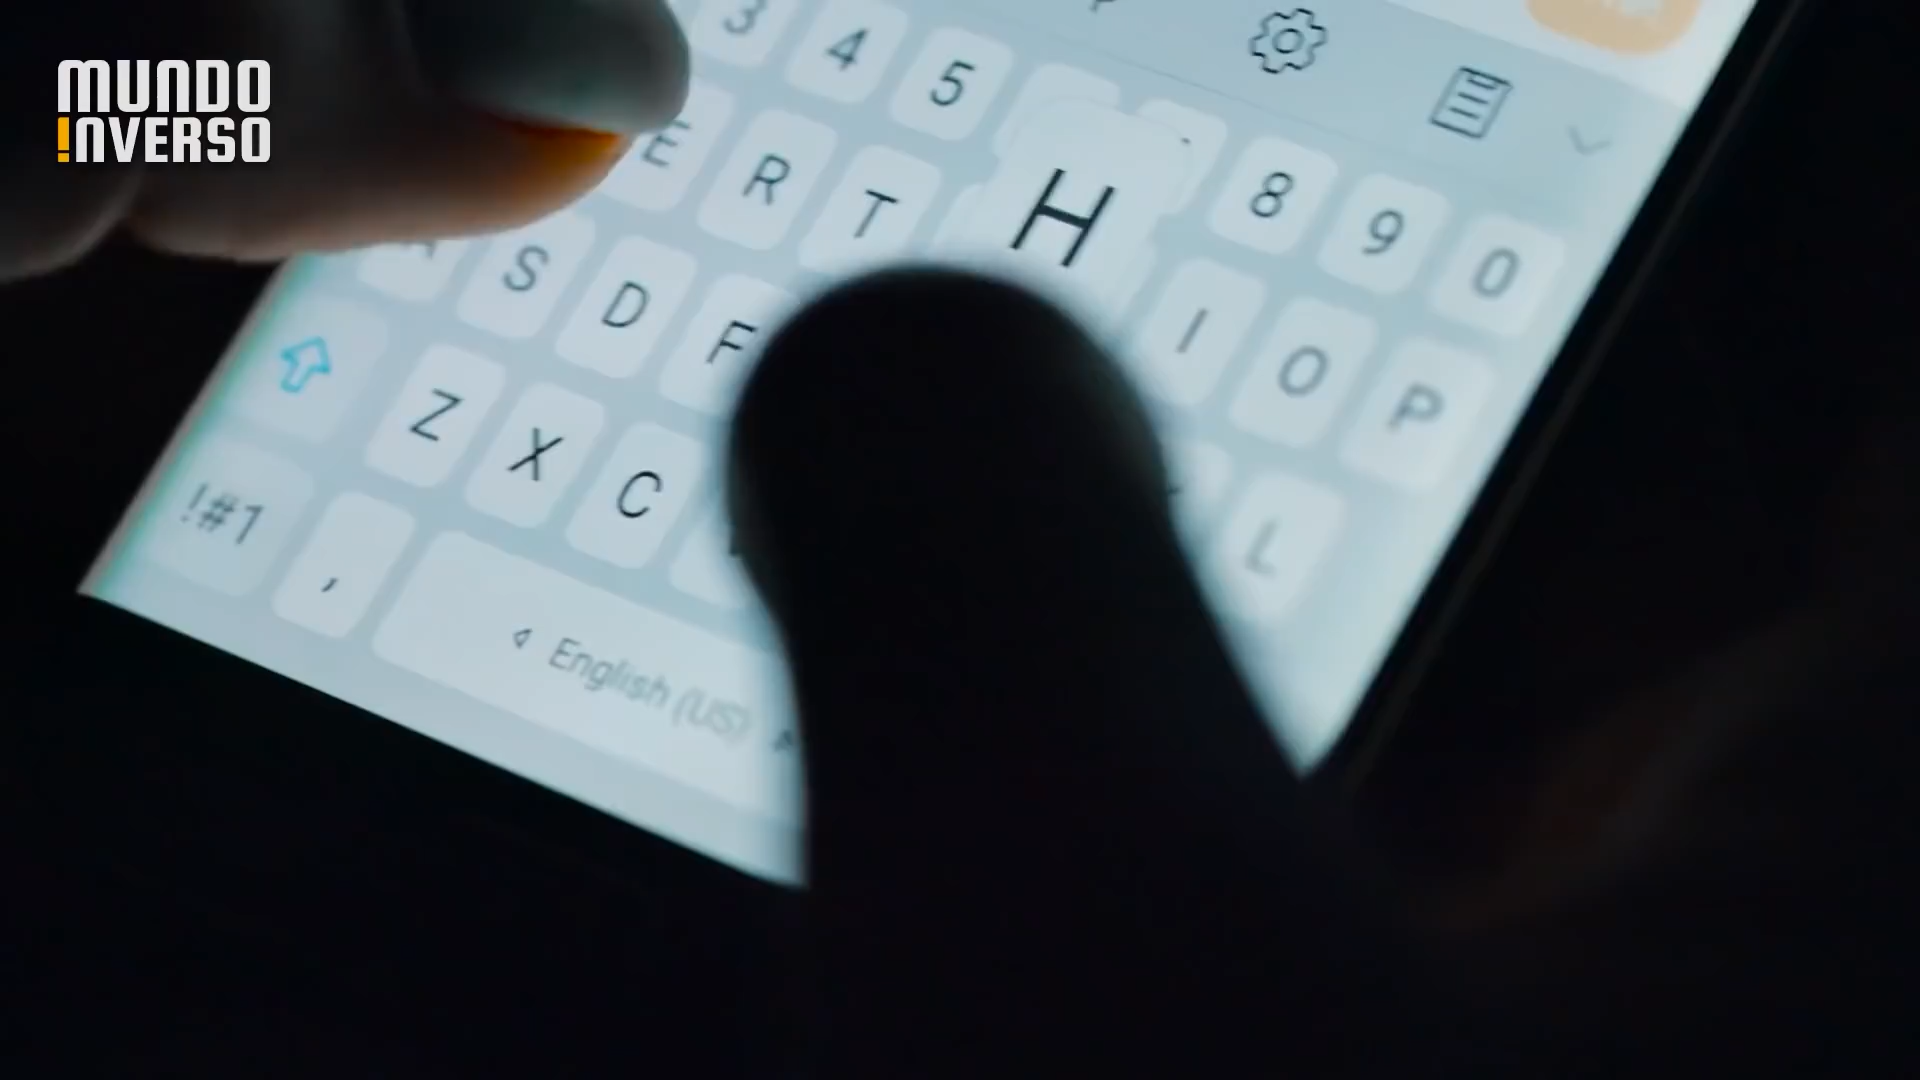 MUNDO
!NVERSO
3 4 5 8 9 0
E R T H I O P
A S D F L
Z X C
!#1 , English (US)